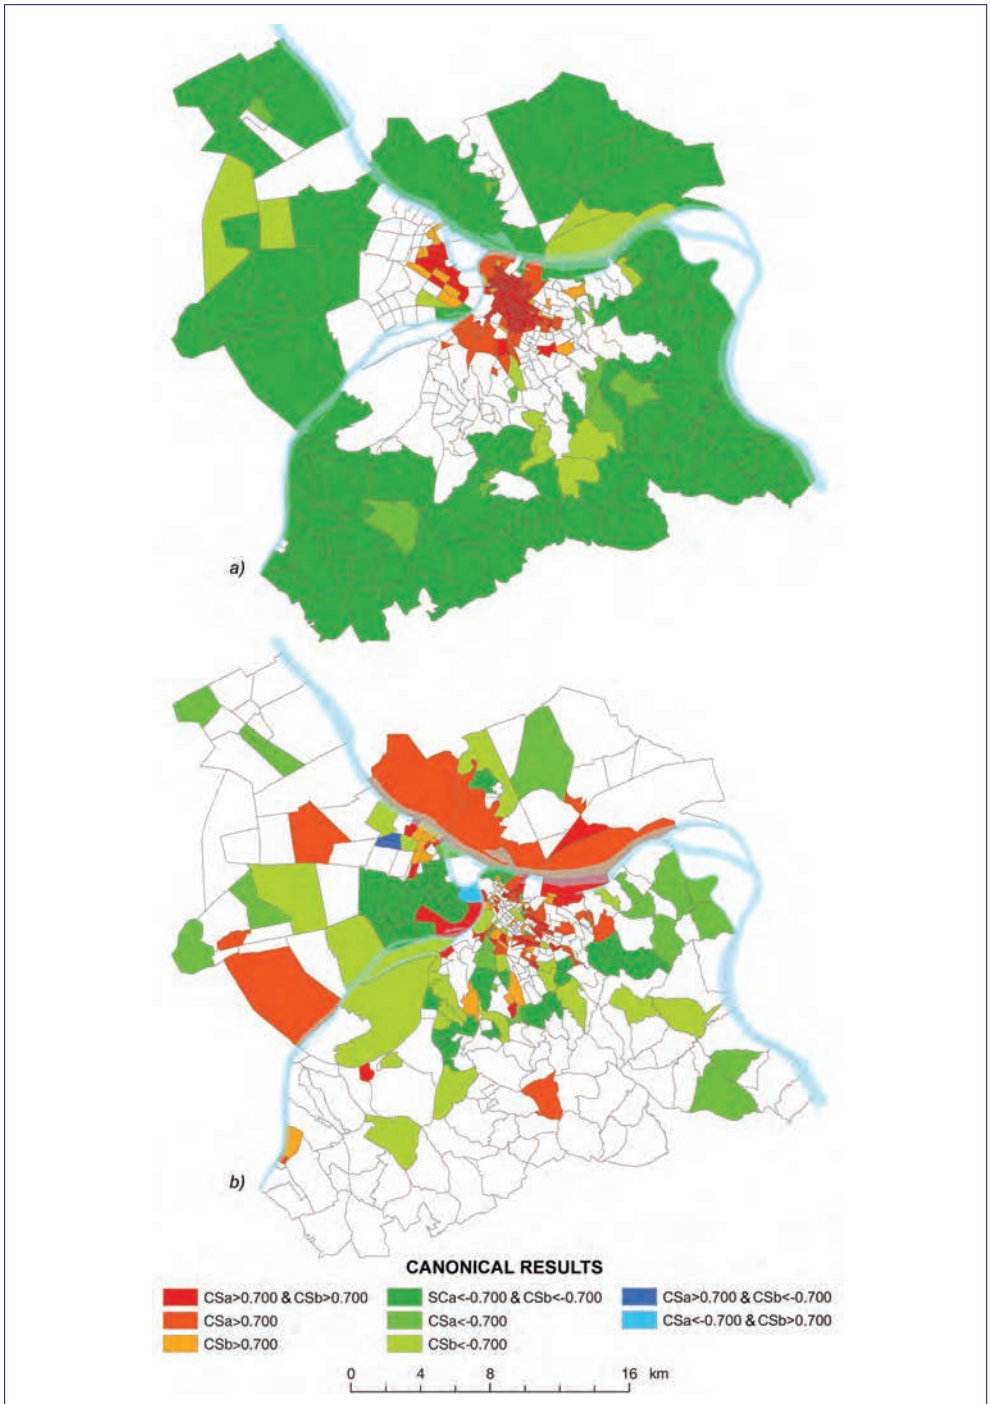 a)
b)
CANONICAL RESULTS
CSa>0.700 & CSb>0.700
SCa<-0.700 & CSb<-0.700
CSa>0.700 & CSb<-0.700
CSa>0.700
CSa<-0.700
CSa<-0.700 & CSb>0.700
CSb>0.700
CSb<-0.700
0 4 8 16 km